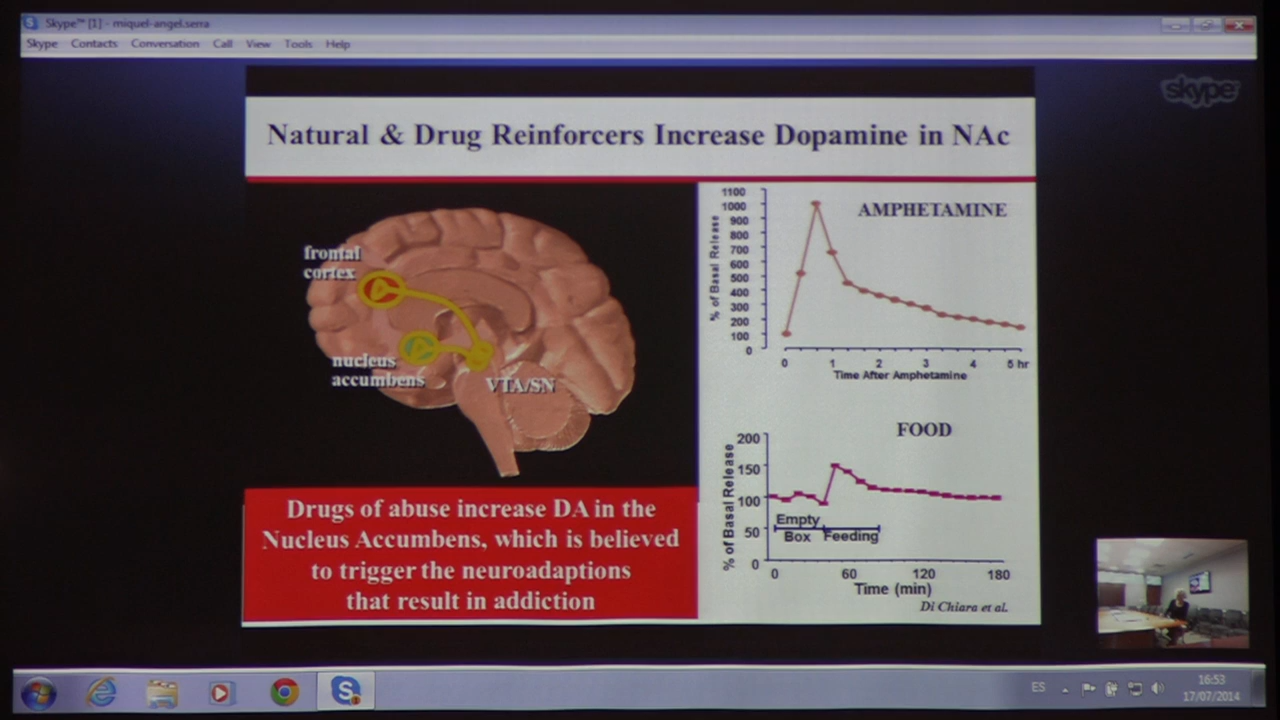 Skype™ [1] - miquel-angel.serra
Skype Contacts Conversation Call View Tools Help
skype
Natural & Drug Reinforcers Increase Dopamine in NAc
frontal
cortex
nucleus
accumbens
VTA/SN
Drugs of abuse increase DA in the
Nucleus Accumbens, which is believed
to trigger the neuroadaptions
that result in addiction
AMPHETAMINE
% of Basal Release
1100
1000
900
800
700
600
500
400
300
200
100
0
0 1 2 3 4 5 hr
Time After Amphetamine
FOOD
% of Basal Release
200
150
100
50
0
Empty
Box Feeding
0 60 120 180
Time (min)
Di Chiara et al.
ES
16:53
17/07/2014